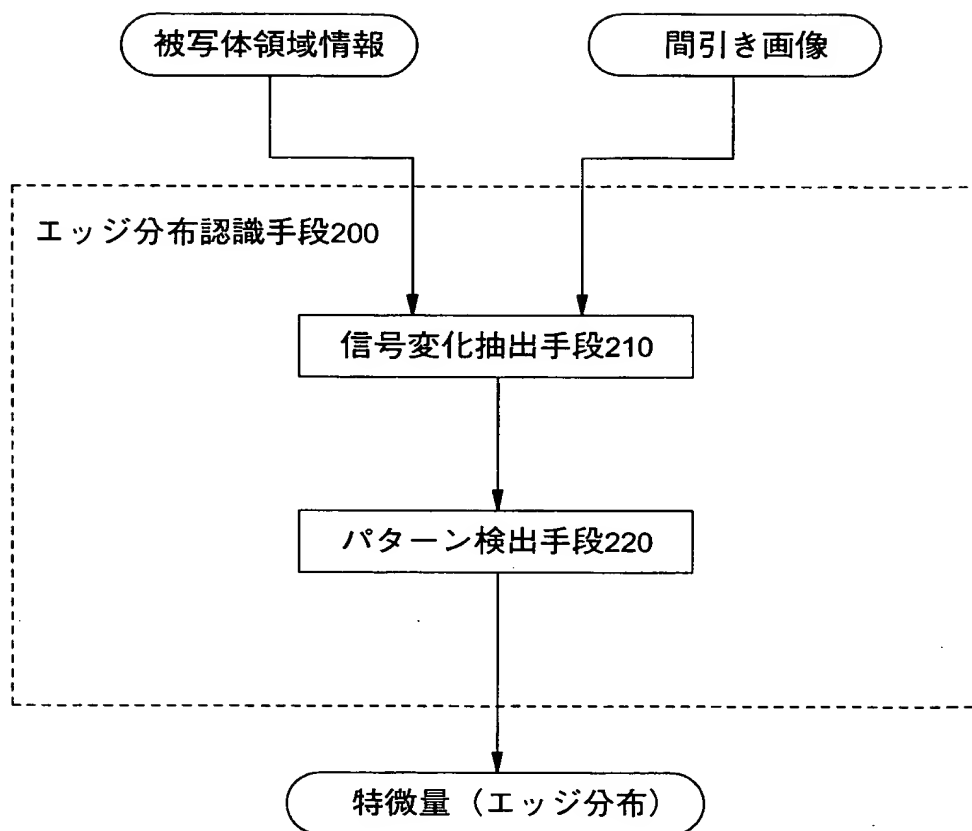 被写体領域情報
間引き画像
エッジ分布認識手段200
信号変化抽出手段210
パターン検出手段220
特微量（エッジ分布）